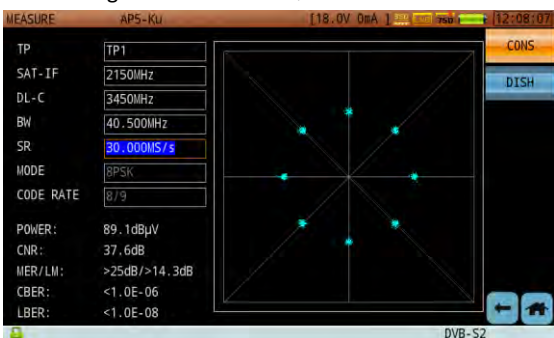 MEASURE AP5-Ku [18.0V 0mA ] 75Ω 12:08:07
TP TP1
SAT-IF 2150MHz
DL-C 3450MHz
BW 40.500MHz
SR 30.000MS/s
MODE 8PSK
CODE RATE 8/9
POWER: 89.1dBμV
CNR: 37.6dB
MER/LM: >25dB/>14.3dB
CBER: <1.0E-06
LBER: <1.0E-08
CONS
DISH
DVB-S2